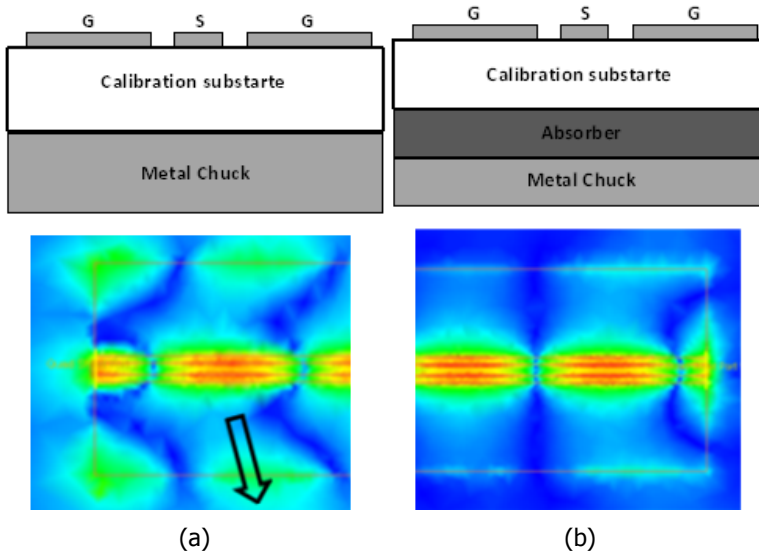 G S G
Calibration substarte
Metal Chuck
G S G
Calibration substarte
Absorber
Metal Chuck
(a)
(b)